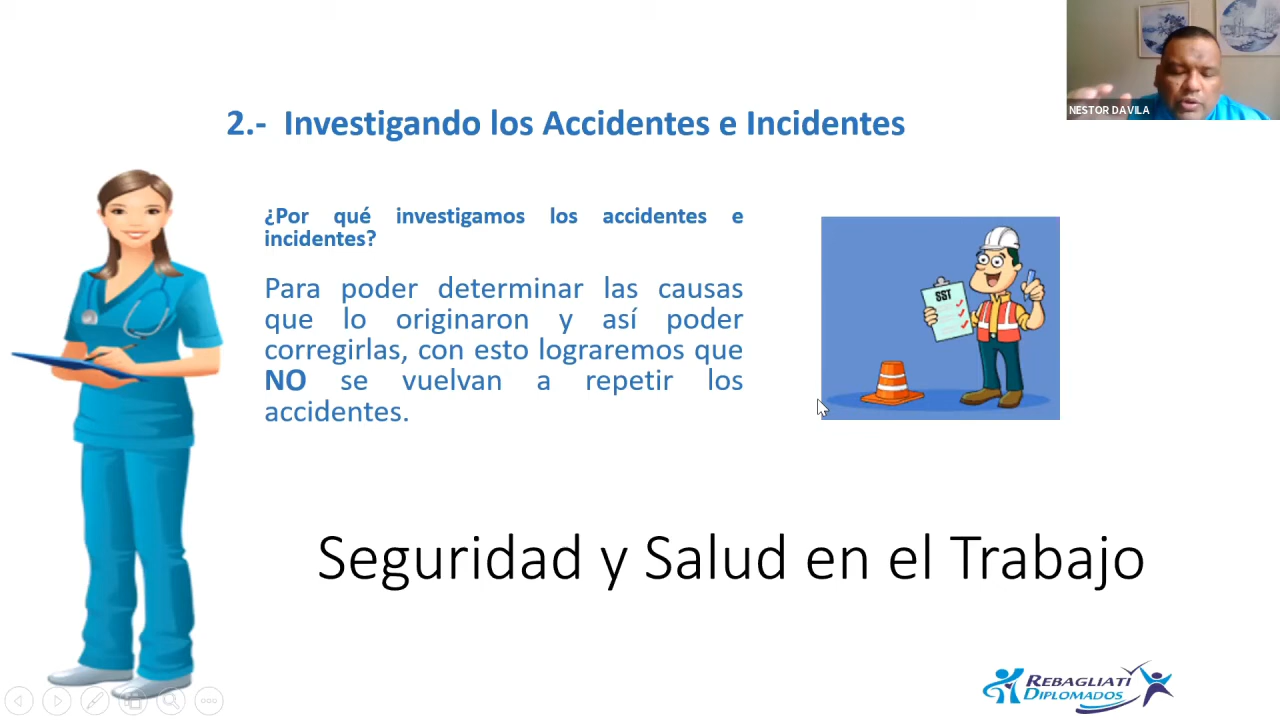 NESTOR DAVILA
2.- Investigando los Accidentes e Incidentes
¿Por qué investigamos los accidentes e
incidentes?
Para poder determinar las causas
que lo originaron y así poder
corregirlas, con esto lograremos que
NO se vuelvan a repetir los
accidentes.
SST
Seguridad y Salud en el Trabajo
REBAGLIATI
DIPLOMADOS